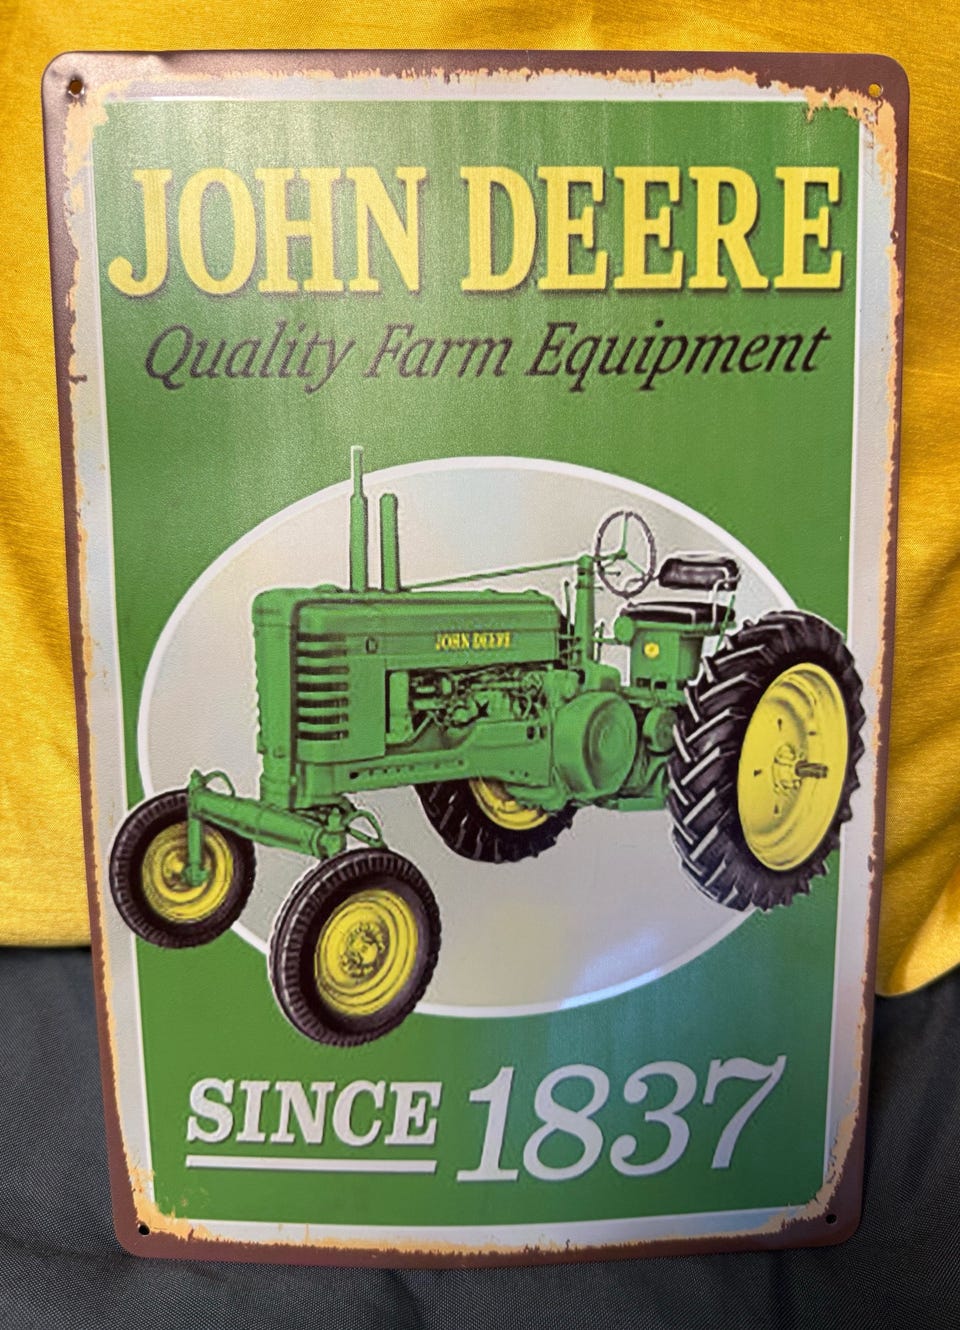 JOHN DEERE
Quality Farm Equipment
JOHN DEERE
SINCE 1837